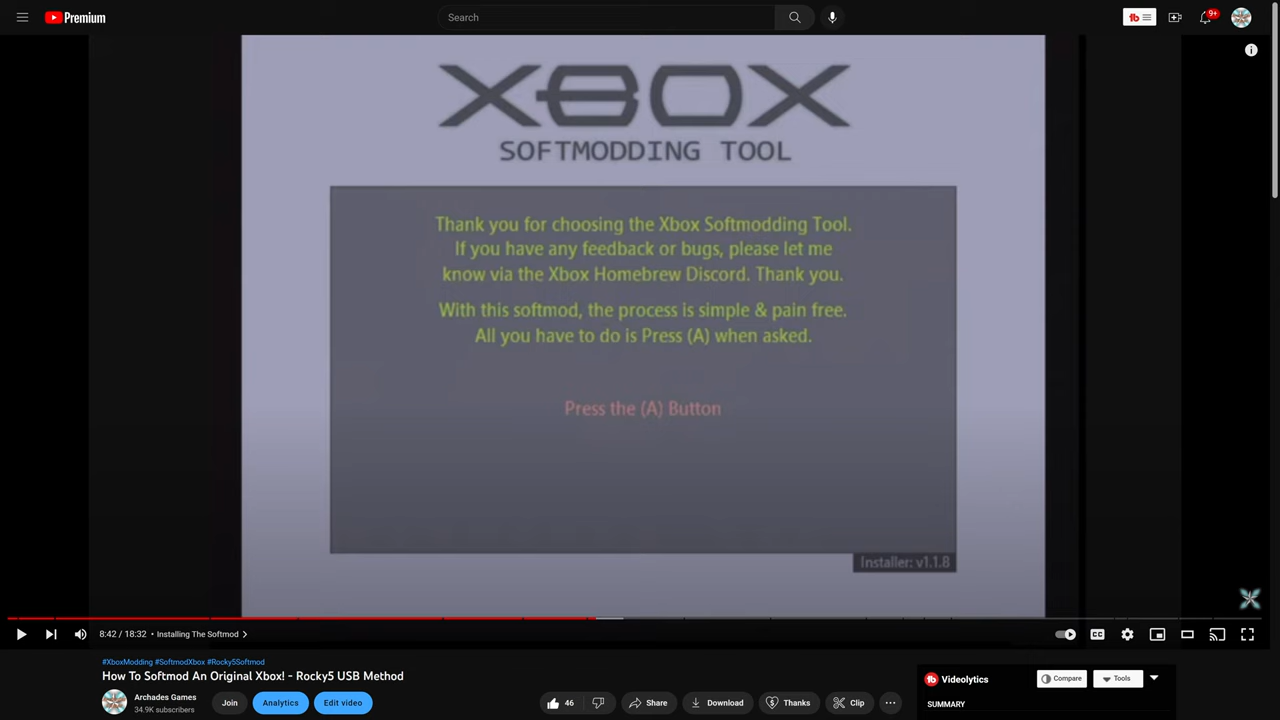 Premium
Search
9+
XBOX
SOFTMODDING TOOL
Thank you for choosing the Xbox Softmodding Tool.
If you have any feedback or bugs, please let me
know via the Xbox Homebrew Discord. Thank you.
With this softmod, the process is simple & pain free.
All you have to do is Press (A) when asked.
Press the (A) Button
Installer: v1.1.8
8:42 / 18:32 • Installing The Softmod
CC
#XboxModding #SoftmodXbox #Rocky5Softmod
How To Softmod An Original Xbox! - Rocky5 USB Method
Archades Games
34.9K subscribers
Join
Analytics
Edit video
46
Share
Download
Thanks
Clip
tb Videolytics
Compare
Tools
SUMMARY